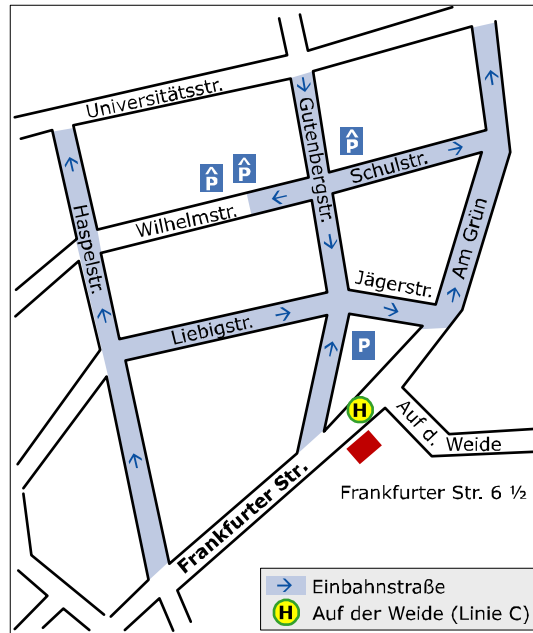 Universitätsstr.
Gutenbergstr.
P
P
P
Schulstr.
Haspelstr.
Wilhelmstr.
Am Grün
Jägerstr.
Liebigstr.
P
H
Auf d.
Weide
Frankfurter Str.
Frankfurter Str. 6 ½
Einbahnstraße
H Auf der Weide (Linie C)